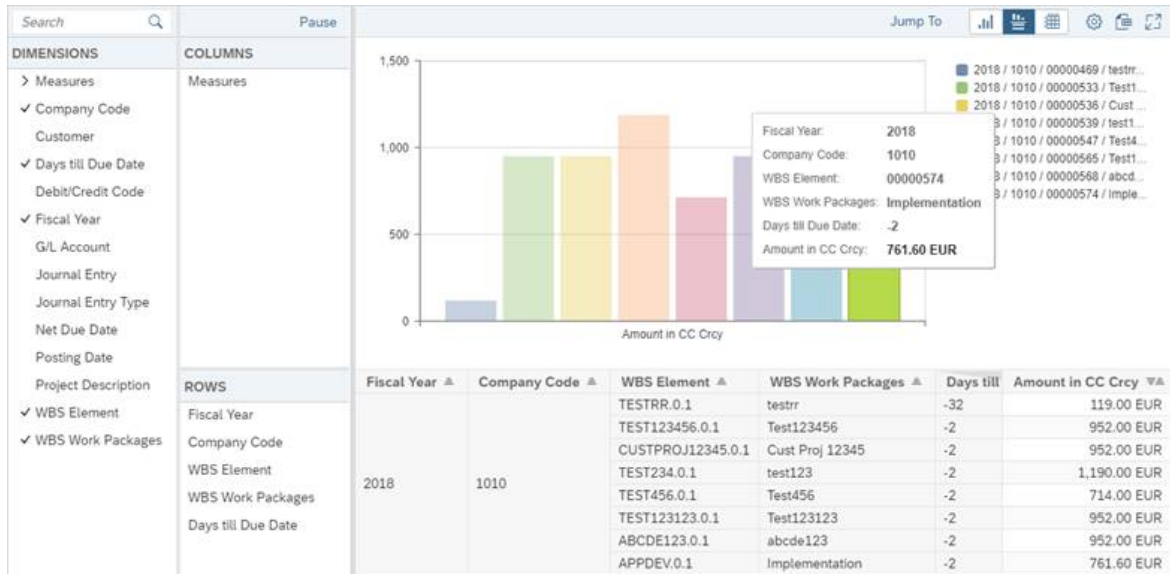 Search
Pause
Jump To
DIMENSIONS
Measures
Company Code
Customer
Days till Due Date
Debit/Credit Code
Fiscal Year
G/L Account
Journal Entry
Journal Entry Type
Net Due Date
Posting Date
Project Description
WBS Element
WBS Work Packages
COLUMNS
Measures
ROWS
Fiscal Year
Company Code
WBS Element
WBS Work Packages
Days till Due Date
1,500
1,000
500
0
Amount in CC Crcy
2018 / 1010 / 00000469 / testrr...
2018 / 1010 / 00000533 / Test1...
2018 / 1010 / 00000536 / Cust ...
/ 1010 / 00000539 / test1...
/ 1010 / 00000547 / Test4...
/ 1010 / 00000565 / Test1...
/ 1010 / 00000568 / abcd...
/ 1010 / 00000574 / Imple...
Fiscal Year: 2018
Company Code: 1010
WBS Element: 00000574
WBS Work Packages: Implementation
Days till Due Date: -2
Amount in CC Crcy: 761.60 EUR
Fiscal Year Company Code WBS Element WBS Work Packages Days till Amount in CC Crcy
2018 1010 TESTRR.0.1 testrr -32 119.00 EUR
TEST123456.0.1 Test123456 -2 952.00 EUR
CUSTPROJ12345.0.1 Cust Proj 12345 -2 952.00 EUR
TEST234.0.1 test123 -2 1,190.00 EUR
TEST456.0.1 Test456 -2 714.00 EUR
TEST123123.0.1 Test123123 -2 952.00 EUR
ABCDE123.0.1 abcde123 -2 952.00 EUR
APPDEV.0.1 Implementation -2 761.60 EUR